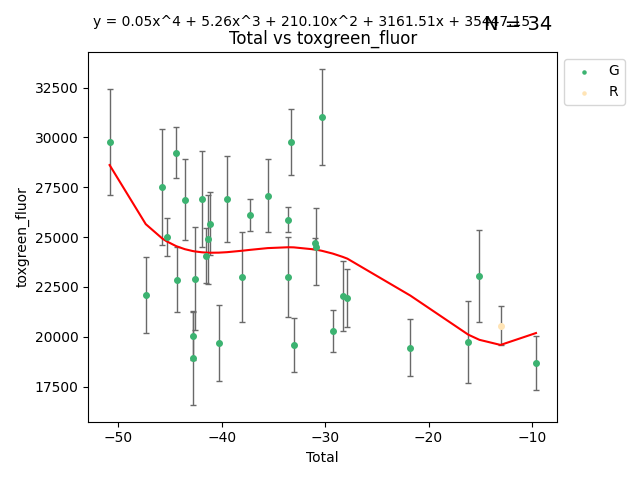 y = 0.05x^4 + 5.26x^3 + 210.10x^2 + 3161.51x +
N = 34
Total vs toxgreen_fluor
G
R
32500
30000
27500
25000
22500
20000
17500
toxgreen_fluor
−50
−40
−30
−20
−10
Total